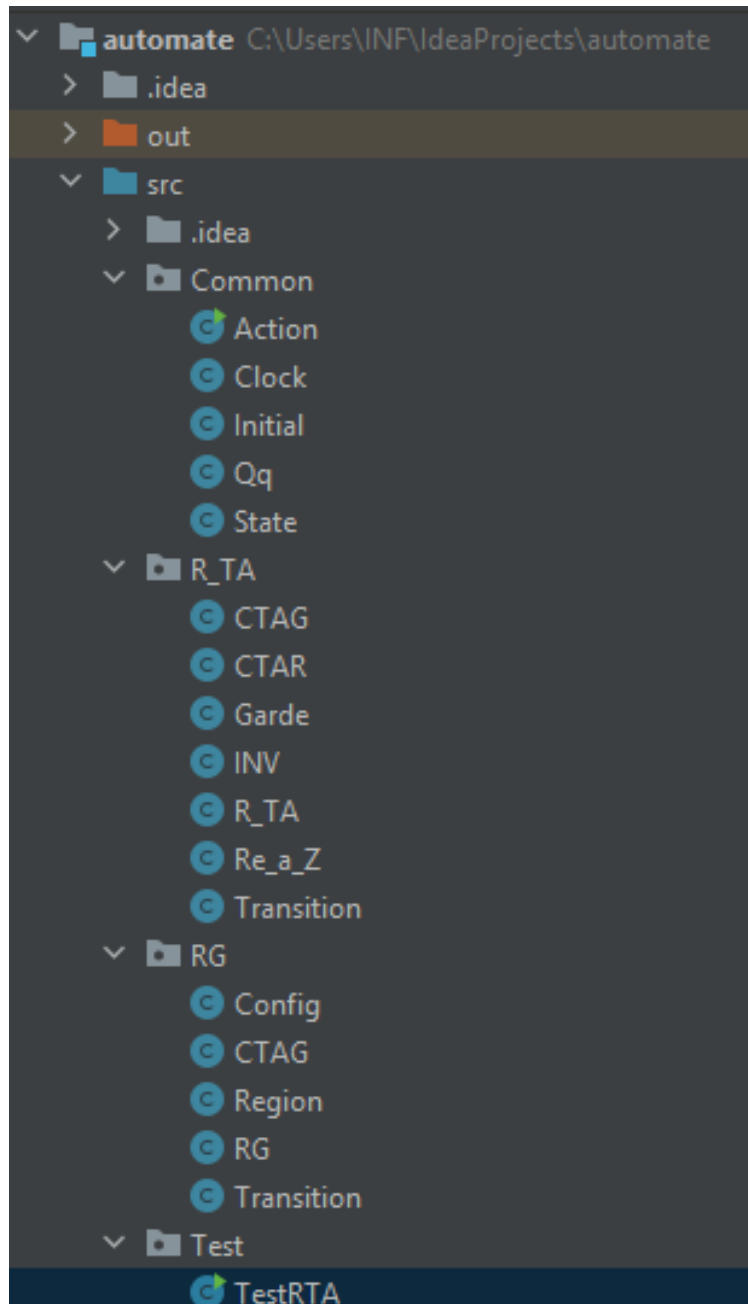 automate C:\Users\INF\IdeaProjects\automate
.idea
out
src
.idea
Common
Action
Clock
Initial
Qq
State
R_TA
CTAG
CTAR
Garde
INV
R_TA
Re_a_Z
Transition
RG
Config
CTAG
Region
RG
Transition
Test
TestRTA